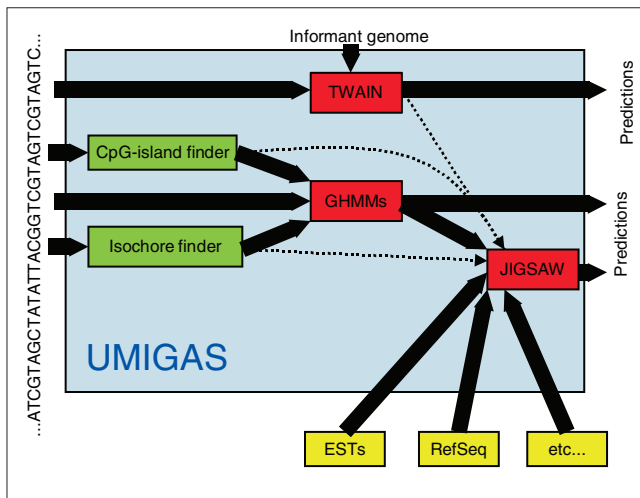 Informant genome
...ATCGTAGCTATATTACGGTCGTAGTCGTAGTC...
TWAIN
Predictions
CpG-island finder
GHMMs
Predictions
Isochore finder
JIGSAW
Predictions
UMIGAS
ESTs
RefSeq
etc...